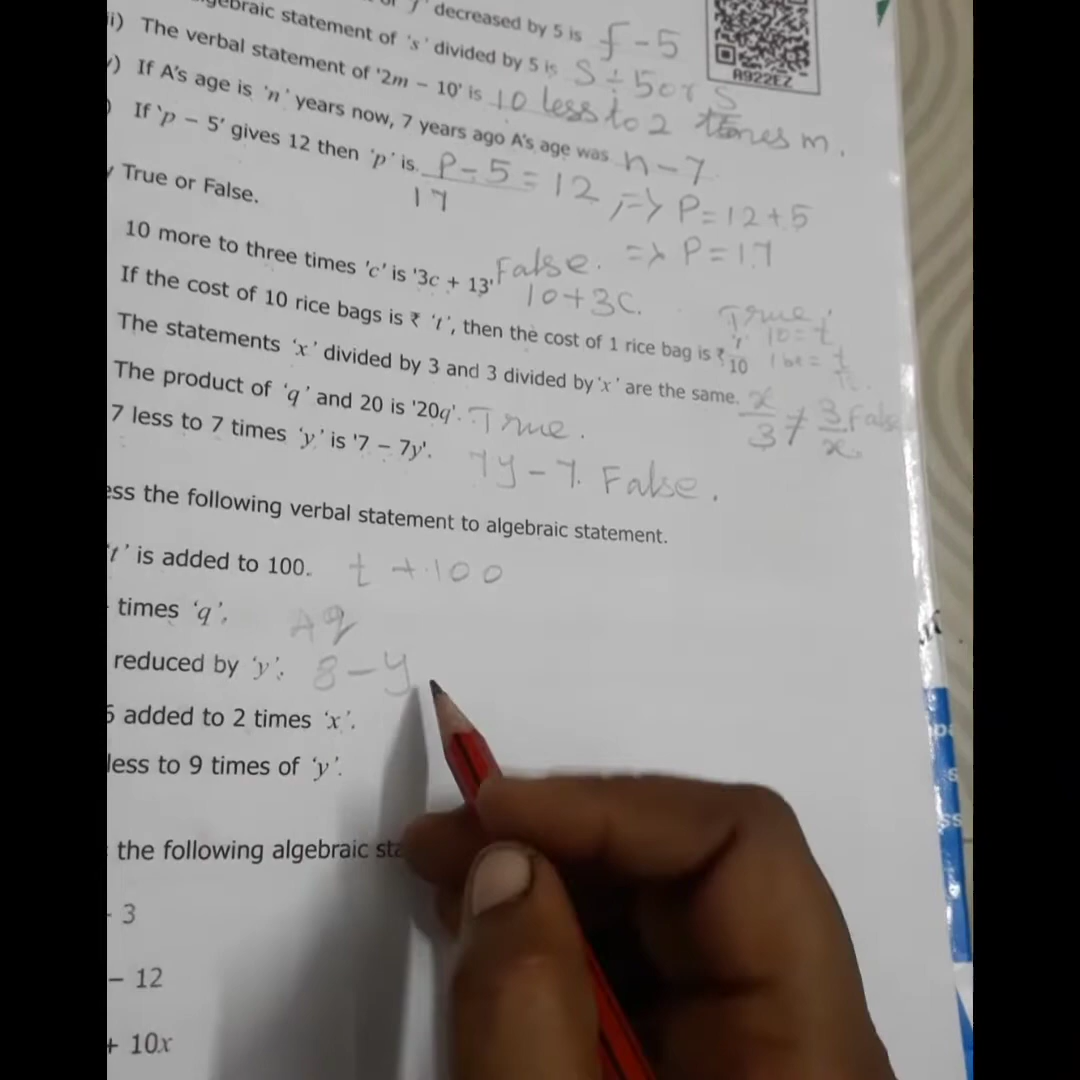 decreased by 5 is f - 5
algebraic statement of 's' divided by 5 is S ÷ 5 or S/5
i) The verbal statement of '2m – 10' is 10 less to 2 times m.
) If A's age is 'n' years now, 7 years ago A's age was n - 7
) If 'p – 5' gives 12 then 'p' is. P - 5 = 12, => P = 12 + 5
17 => P = 17
A922EZ
True or False.
10 more to three times 'c' is '3c + 13' False.
10 + 3C.
If the cost of 10 rice bags is ₹ 't', then the cost of 1 rice bag is ₹ 't'/10 True
10 = t
The statements 'x' divided by 3 and 3 divided by 'x' are the same. x/3 ≠ 3/x False
The product of 'q' and 20 is '20q'. True.
7 less to 7 times 'y' is '7 – 7y'. 7y - 7. False.
ess the following verbal statement to algebraic statement.
't' is added to 100. t + 100
times 'q'. 4q
reduced by 'y'. 8 - y
6 added to 2 times 'x'.
less to 9 times of 'y'.
the following algebraic sta
- 3
– 12
+ 10x